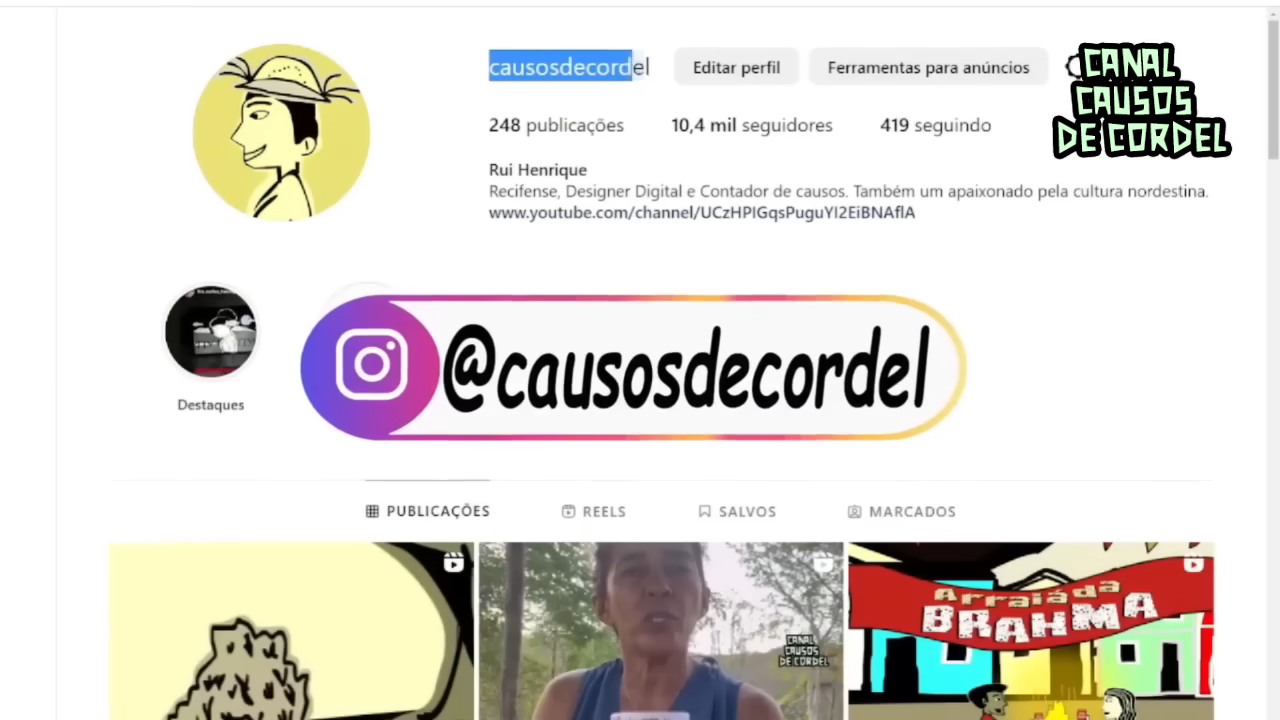 causosdecordel
Editar perfil
Ferramentas para anúncios
CANAL
CAUSOS
DE CORDEL
248 publicações
10,4 mil seguidores
419 seguindo
Rui Henrique
Recifense, Designer Digital e Contador de causos. Também um apaixonado pela cultura nordestina.
www.youtube.com/channel/UCzHPIGqsPuguYI2EiBNAflA
Destaques
@causosdecordel
PUBLICAÇÕES
REELS
SALVOS
MARCADOS
CANAL
CAUSOS
DE CORDEL
Arraiáda
BRAHMA